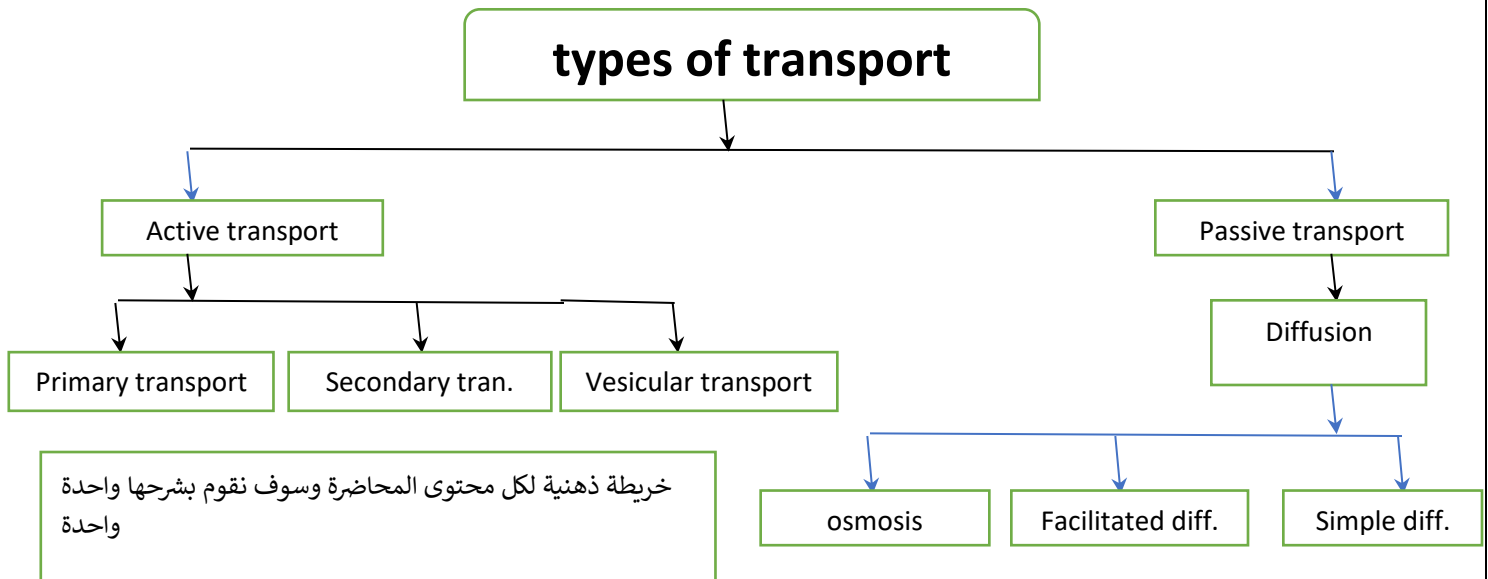 types of transport
Active transport
Passive transport
Diffusion
Primary transport
Secondary tran.
Vesicular transport
خريطة ذهنية لكل محتوى المحاضرة وسوف نقوم بشرحها واحدة
واحدة
osmosis
Facilitated diff.
Simple diff.